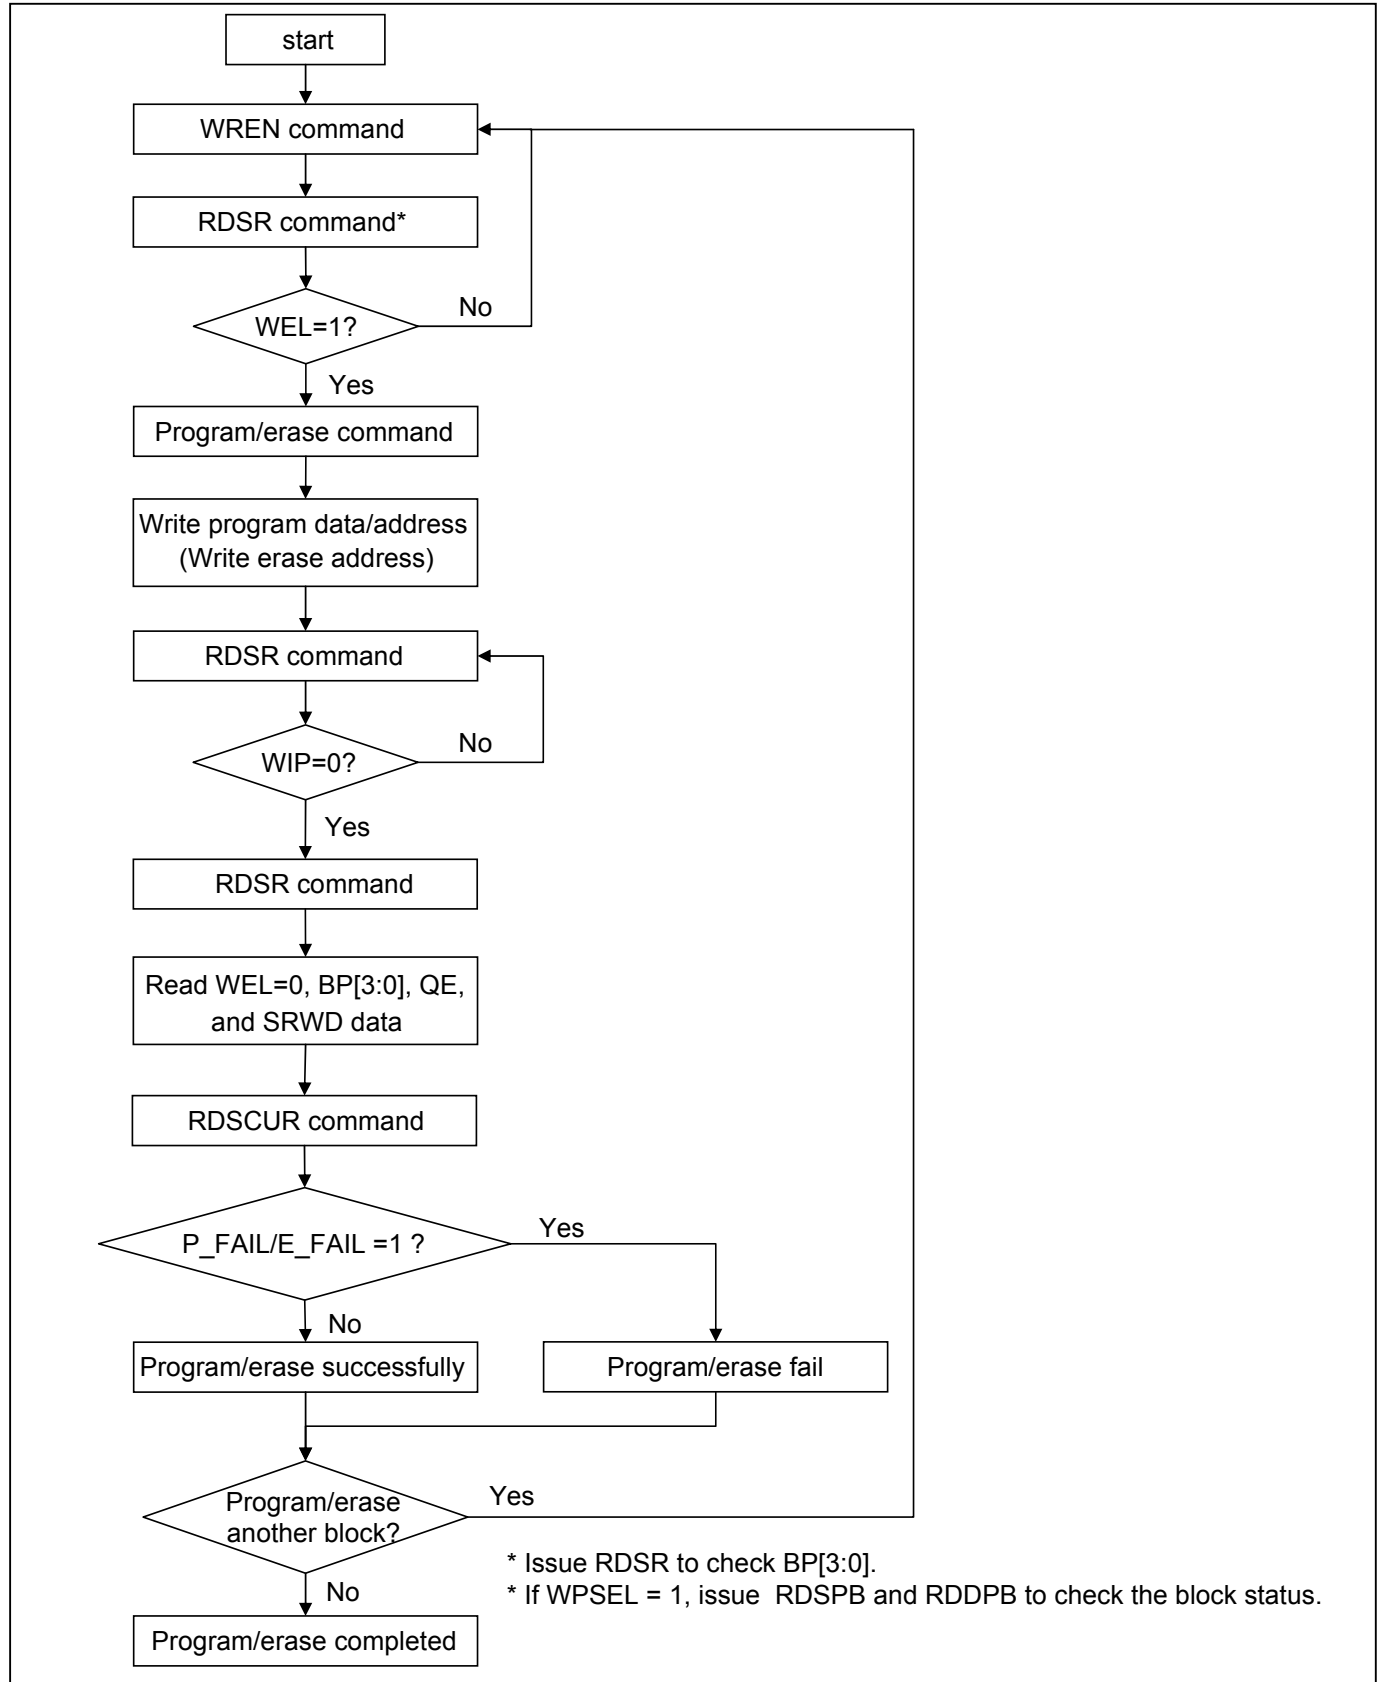 start
WREN command
RDSR command*
WEL=1?
No
Yes
Program/erase command
Write program data/address
(Write erase address)
RDSR command
WIP=0?
No
Yes
RDSR command
Read WEL=0, BP[3:0], QE,
and SRWD data
RDSCUR command
P_FAIL/E_FAIL =1 ?
Yes
No
Program/erase successfully
Program/erase fail
Program/erase
another block?
Yes
* Issue RDSR to check BP[3:0].
* If WPSEL = 1, issue  RDSPB and RDDPB to check the block status.
No
Program/erase completed